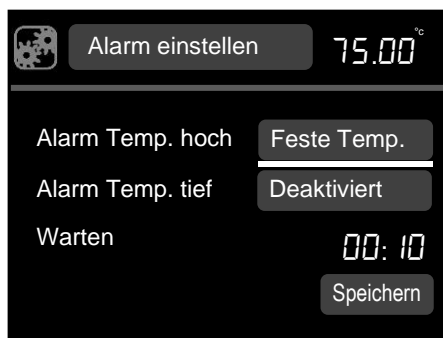 Alarm einstellen 75.00°C
Alarm Temp. hoch Feste Temp.
Alarm Temp. tief Deaktiviert
Warten 00:10
Speichern